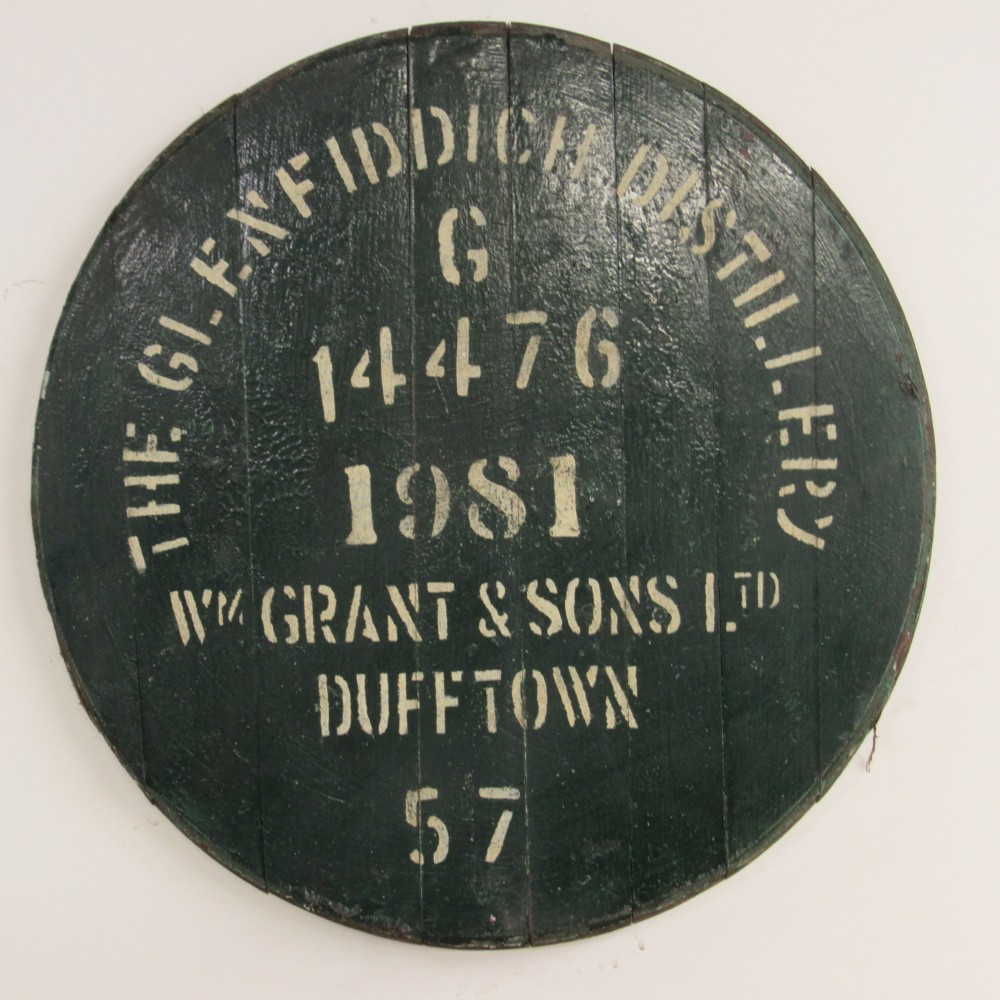 THE GLENFIDDICH DISTILLERY
G
14476
1981
WM GRANT & SONS LTD
DUFFTOWN
57